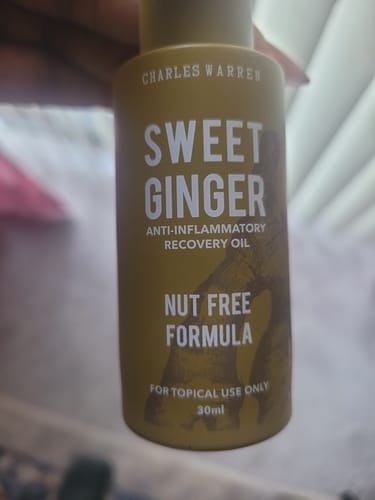 CHARLES WARREN
SWEET
GINGER
ANTI-INFLAMMATORY
RECOVERY OIL
NUT FREE
FORMULA
FOR TOPICAL USE ONLY
30ml